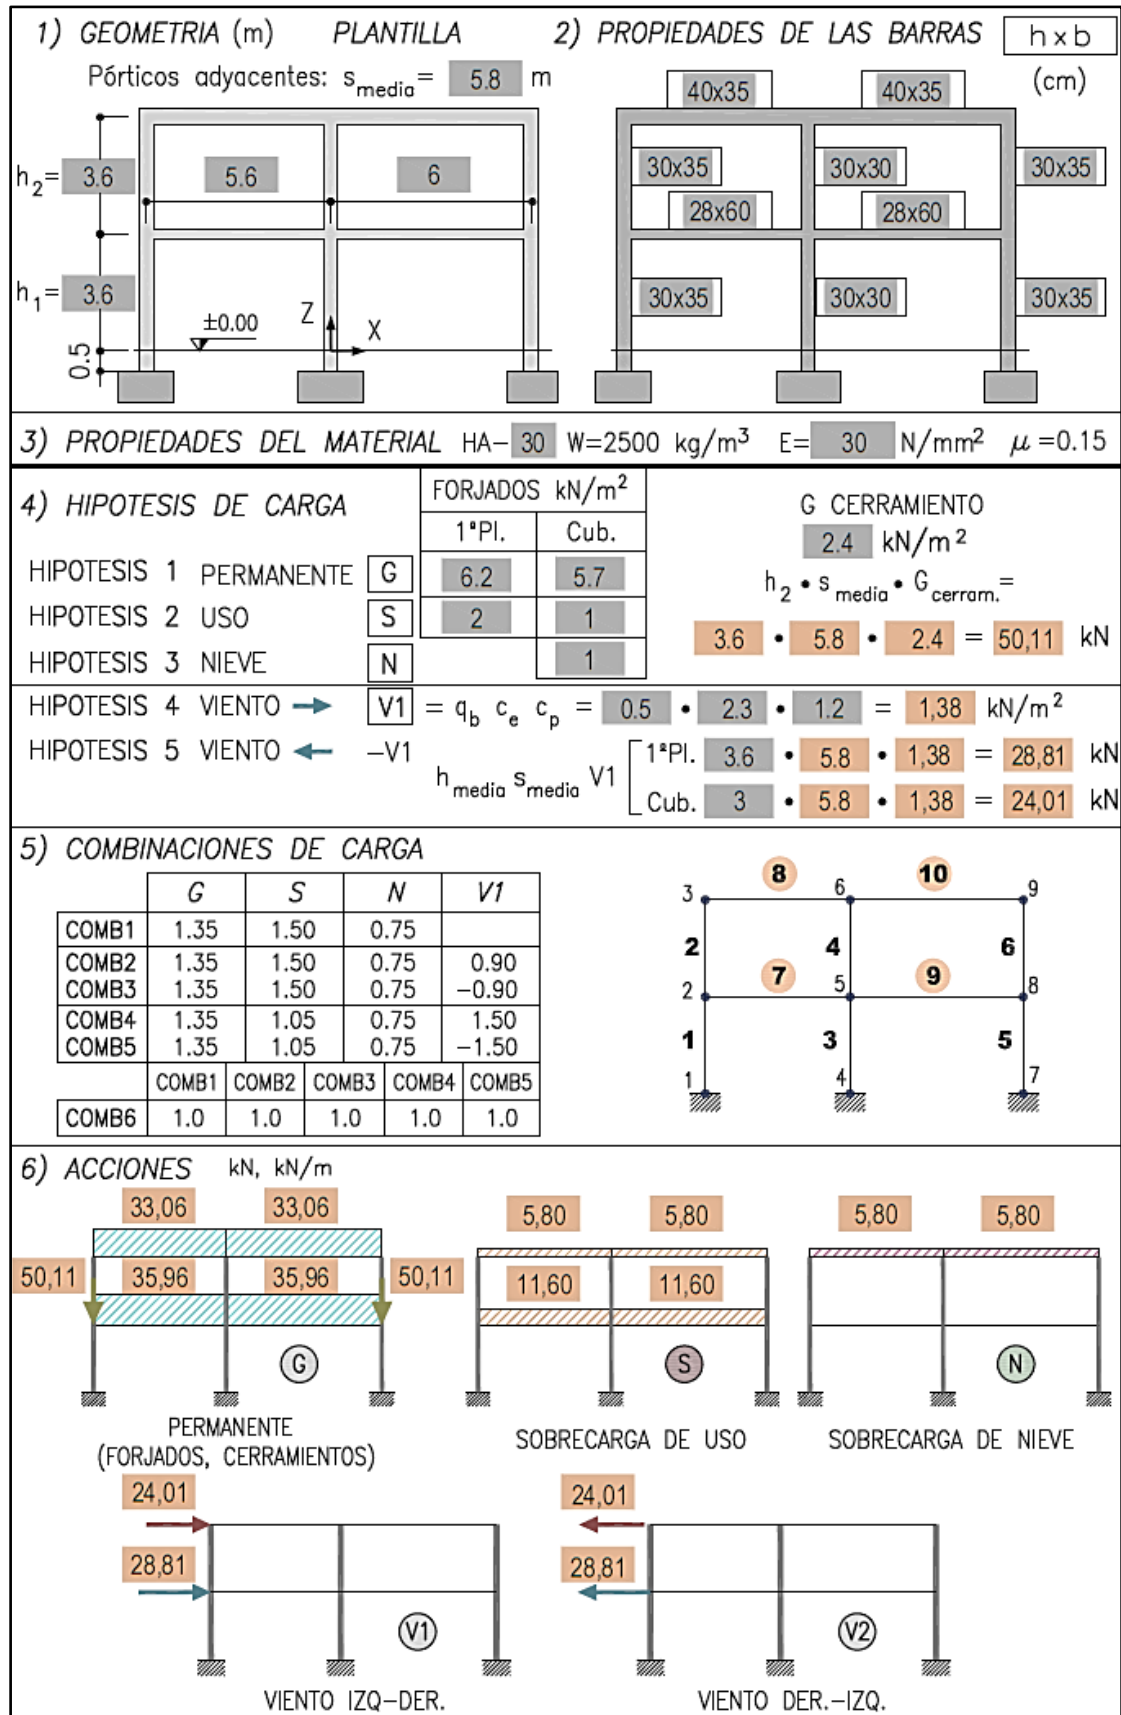 1) GEOMETRIA (m) PLANTILLA
Pórticos adyacentes: s media= 5.8 m
h2= 3.6 5.6 6
h1= 3.6
±0.00 Z X
0.5
2) PROPIEDADES DE LAS BARRAS h x b
(cm)
40x35 40x35
30x35 30x30 30x35
28x60 28x60
30x35 30x30 30x35
3) PROPIEDADES DEL MATERIAL HA- 30 W=2500 kg/m³ E= 30 N/mm² μ=0.15
4) HIPOTESIS DE CARGA
FORJADOS kN/m²
1ªPl. Cub.
HIPOTESIS 1 PERMANENTE G 6.2 5.7
HIPOTESIS 2 USO S 2 1
HIPOTESIS 3 NIEVE N 1
G CERRAMIENTO
2.4 kN/m²
h2 • s media • G cerram.=
3.6 • 5.8 • 2.4 = 50,11 kN
HIPOTESIS 4 VIENTO → V1 = qb ce cp = 0.5 • 2.3 • 1.2 = 1,38 kN/m²
HIPOTESIS 5 VIENTO ← -V1
h media s media V1
1ªPl. 3.6 • 5.8 • 1,38 = 28,81 kN
Cub. 3 • 5.8 • 1,38 = 24,01 kN
5) COMBINACIONES DE CARGA
G S N V1
COMB1 1.35 1.50 0.75
COMB2 1.35 1.50 0.75 0.90
COMB3 1.35 1.50 0.75 -0.90
COMB4 1.35 1.05 0.75 1.50
COMB5 1.35 1.05 0.75 -1.50
COMB1 COMB2 COMB3 COMB4 COMB5
COMB6 1.0 1.0 1.0 1.0 1.0
8 10
3 6 9
2 4 6
7 9
2 5 8
1 3 5
1 4 7
6) ACCIONES kN, kN/m
33,06 33,06
50,11 35,96 35,96 50,11
G
PERMANENTE
(FORJADOS, CERRAMIENTOS)
5,80 5,80
11,60 11,60
S
SOBRECARGA DE USO
5,80 5,80
N
SOBRECARGA DE NIEVE
24,01
28,81
V1
VIENTO IZQ-DER.
24,01
28,81
V2
VIENTO DER.-IZQ.